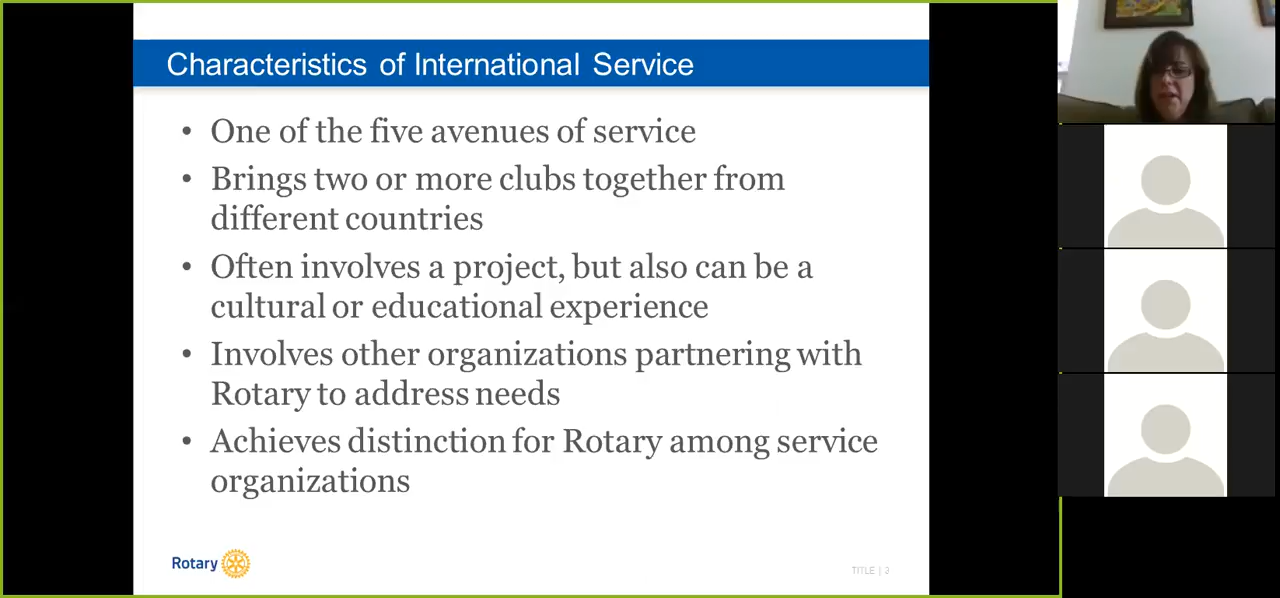 Characteristics of International Service
• One of the five avenues of service
• Brings two or more clubs together from
different countries
• Often involves a project, but also can be a
cultural or educational experience
• Involves other organizations partnering with
Rotary to address needs
• Achieves distinction for Rotary among service
organizations
Rotary
TITLE | 3